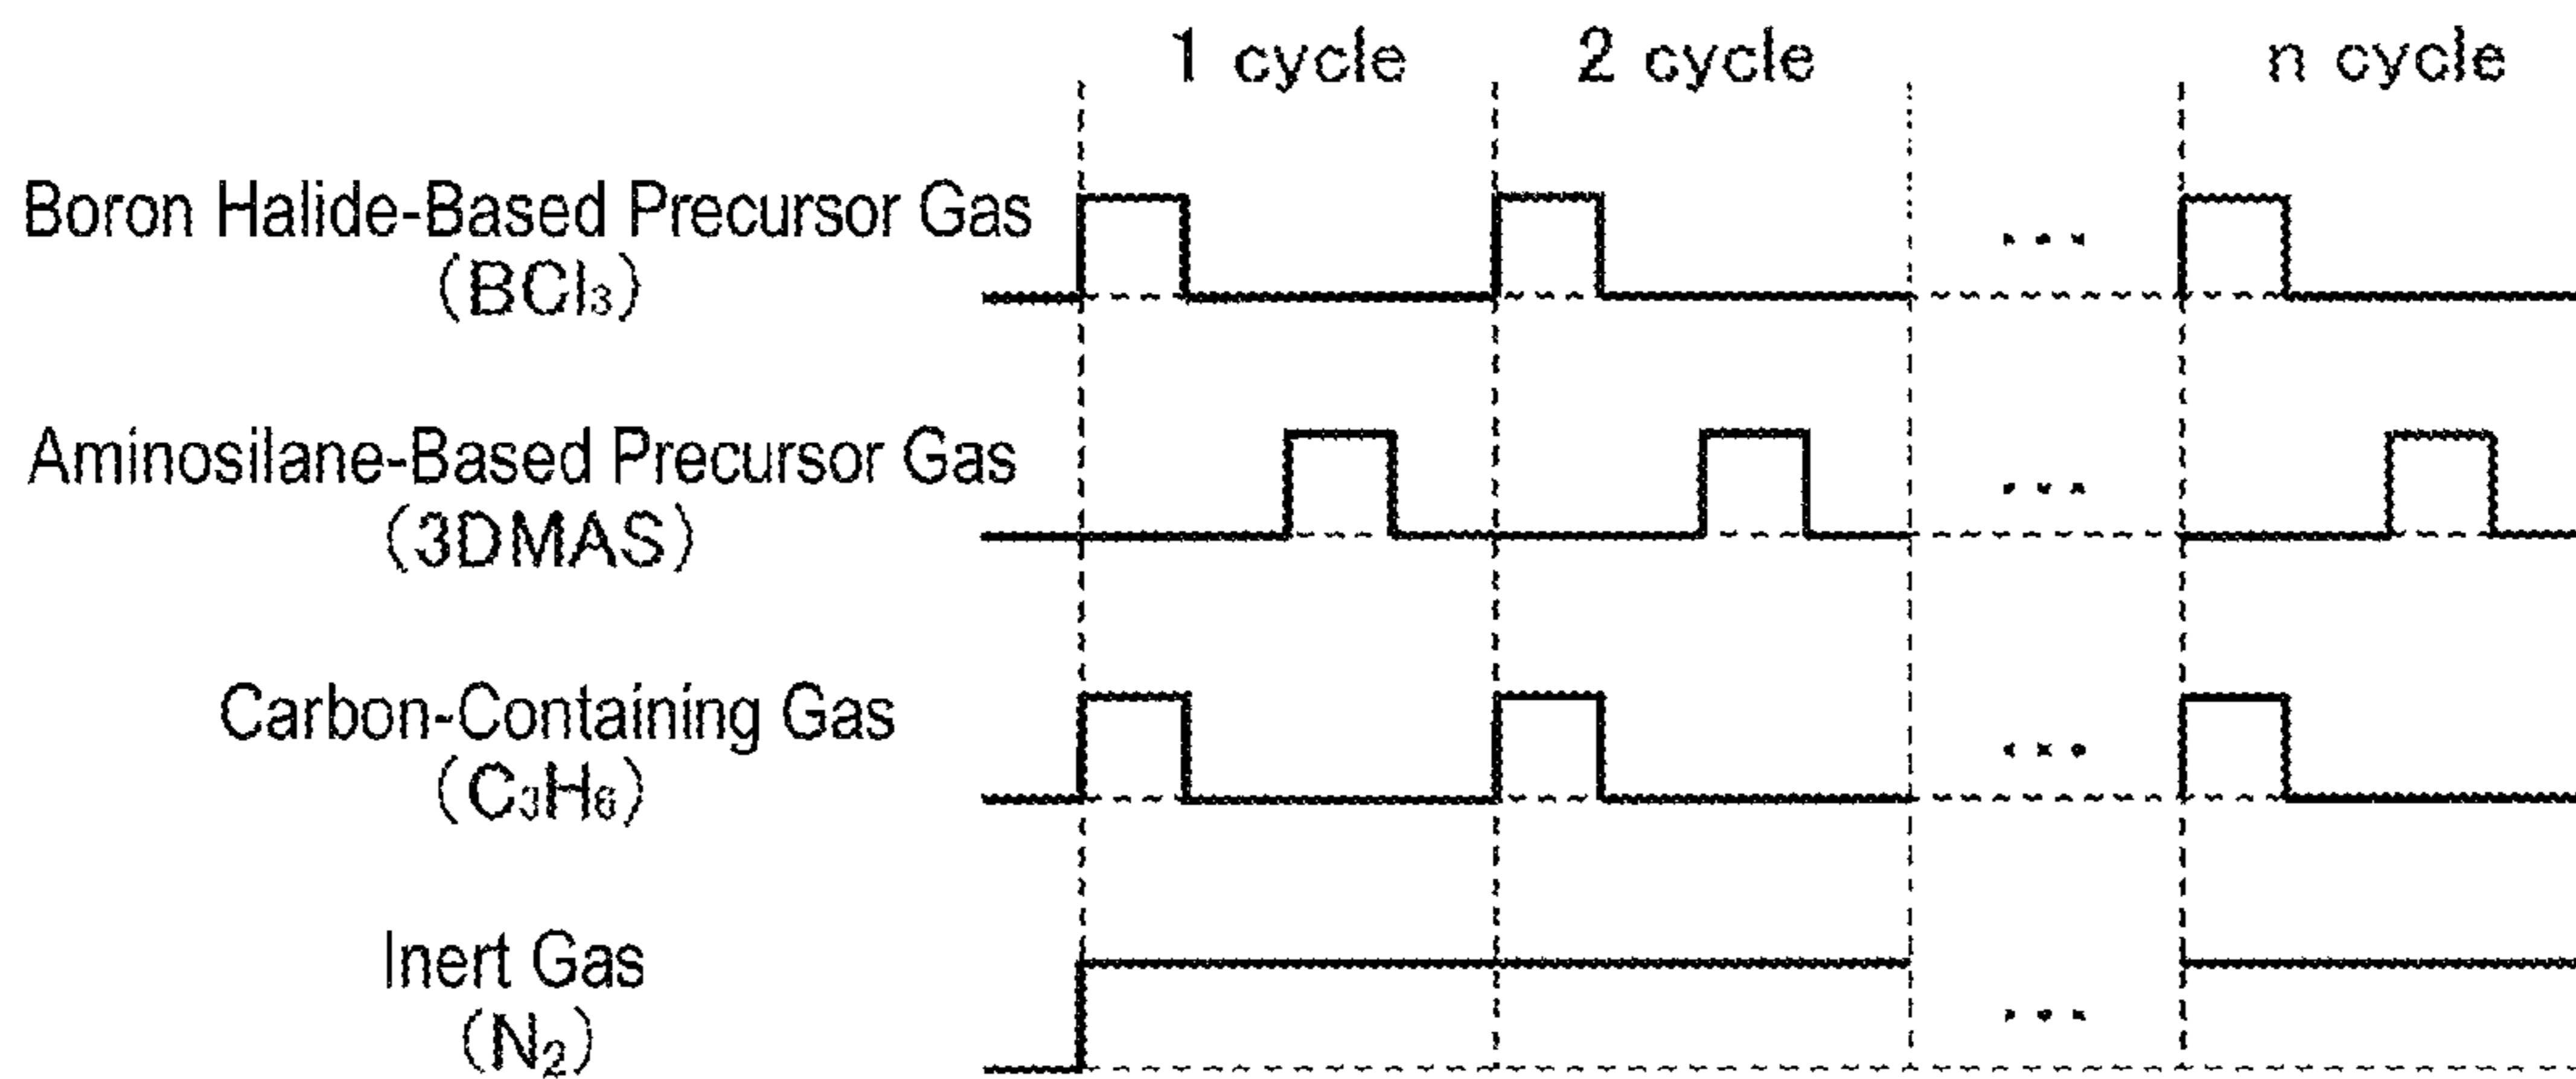 1 cycle 2 cycle n cycle
Boron Halide-Based Precursor Gas
(BCl₃)
...
Aminosilane-Based Precursor Gas
(3DMAS)
...
Carbon-Containing Gas
(C₃H₆)
...
Inert Gas
(N₂)
...